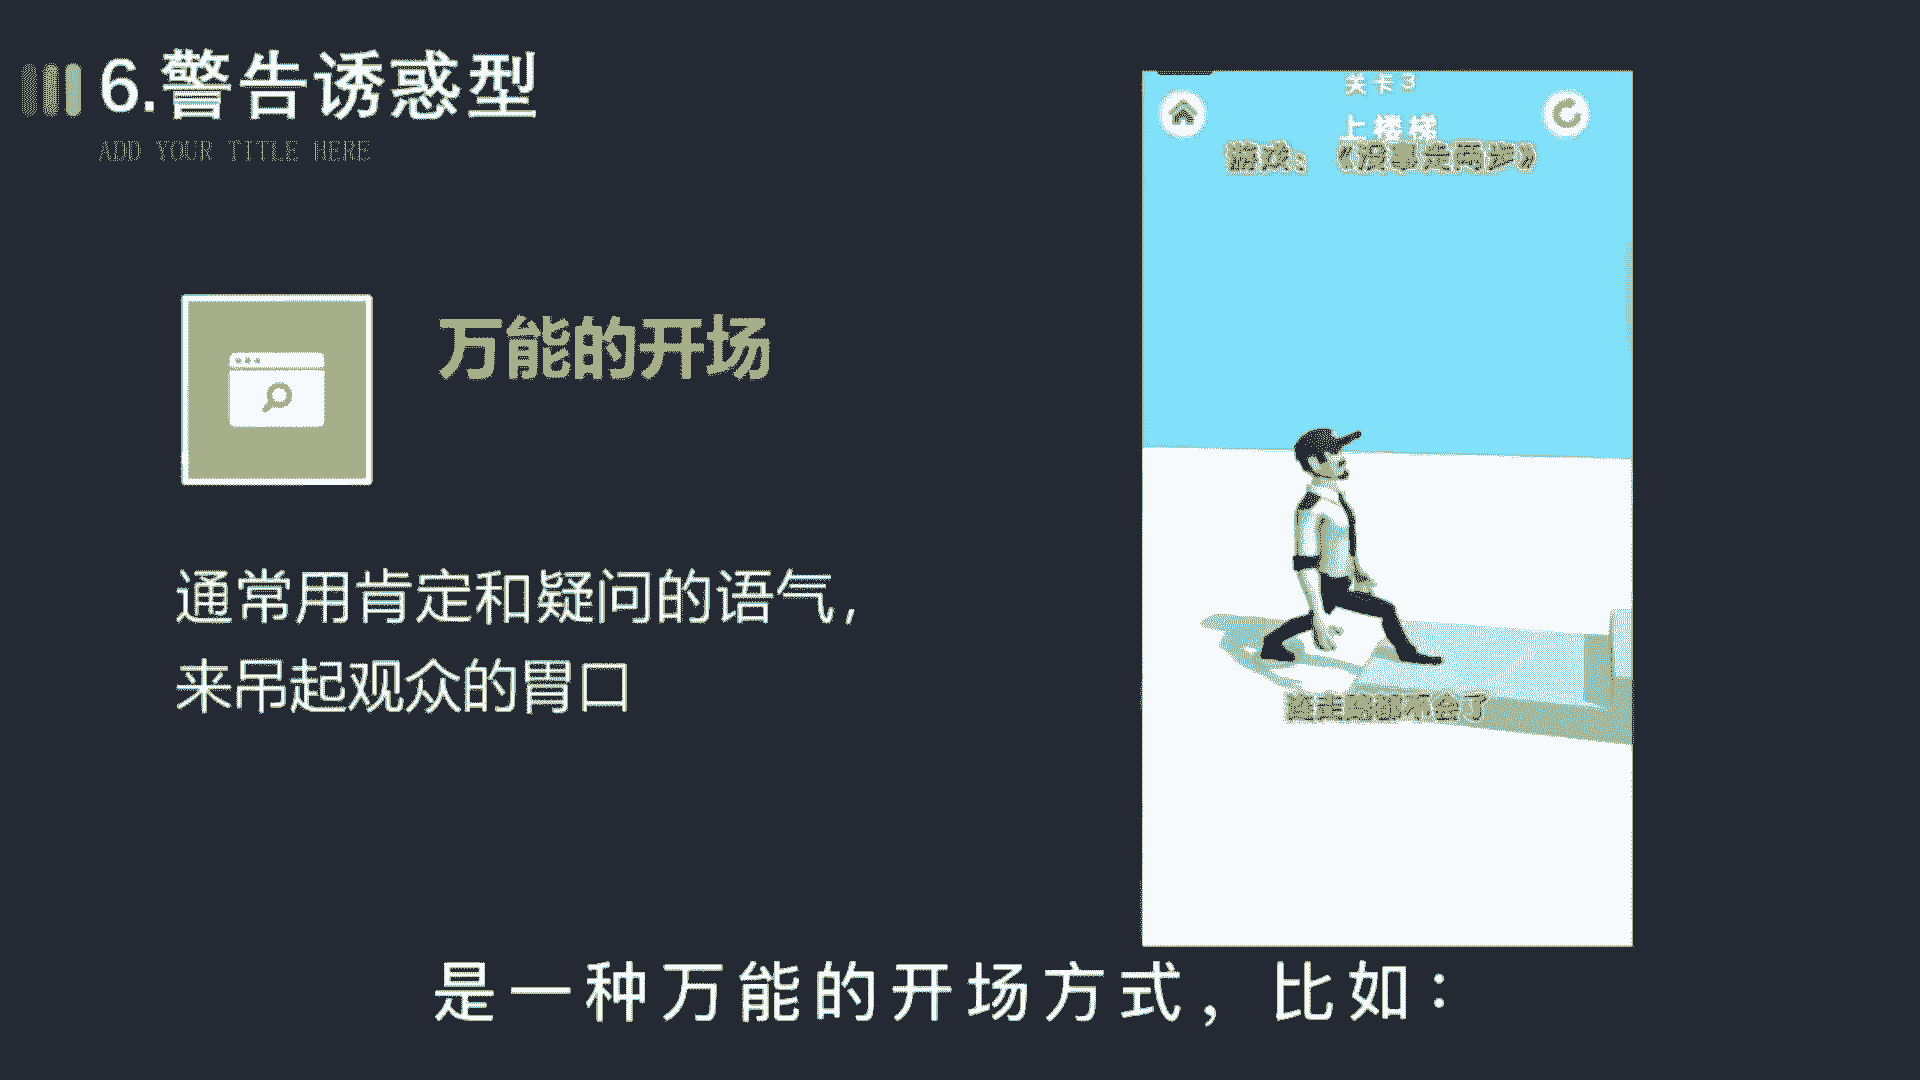 6.警告诱惑型
ADD YOUR TITLE HERE
万能的开场
通常用肯定和疑问的语气，
来吊起观众的胃口
关卡3
上楼梯
游戏：《没事走两步》
连走路都不会了
是一种万能的开场方式，比如：